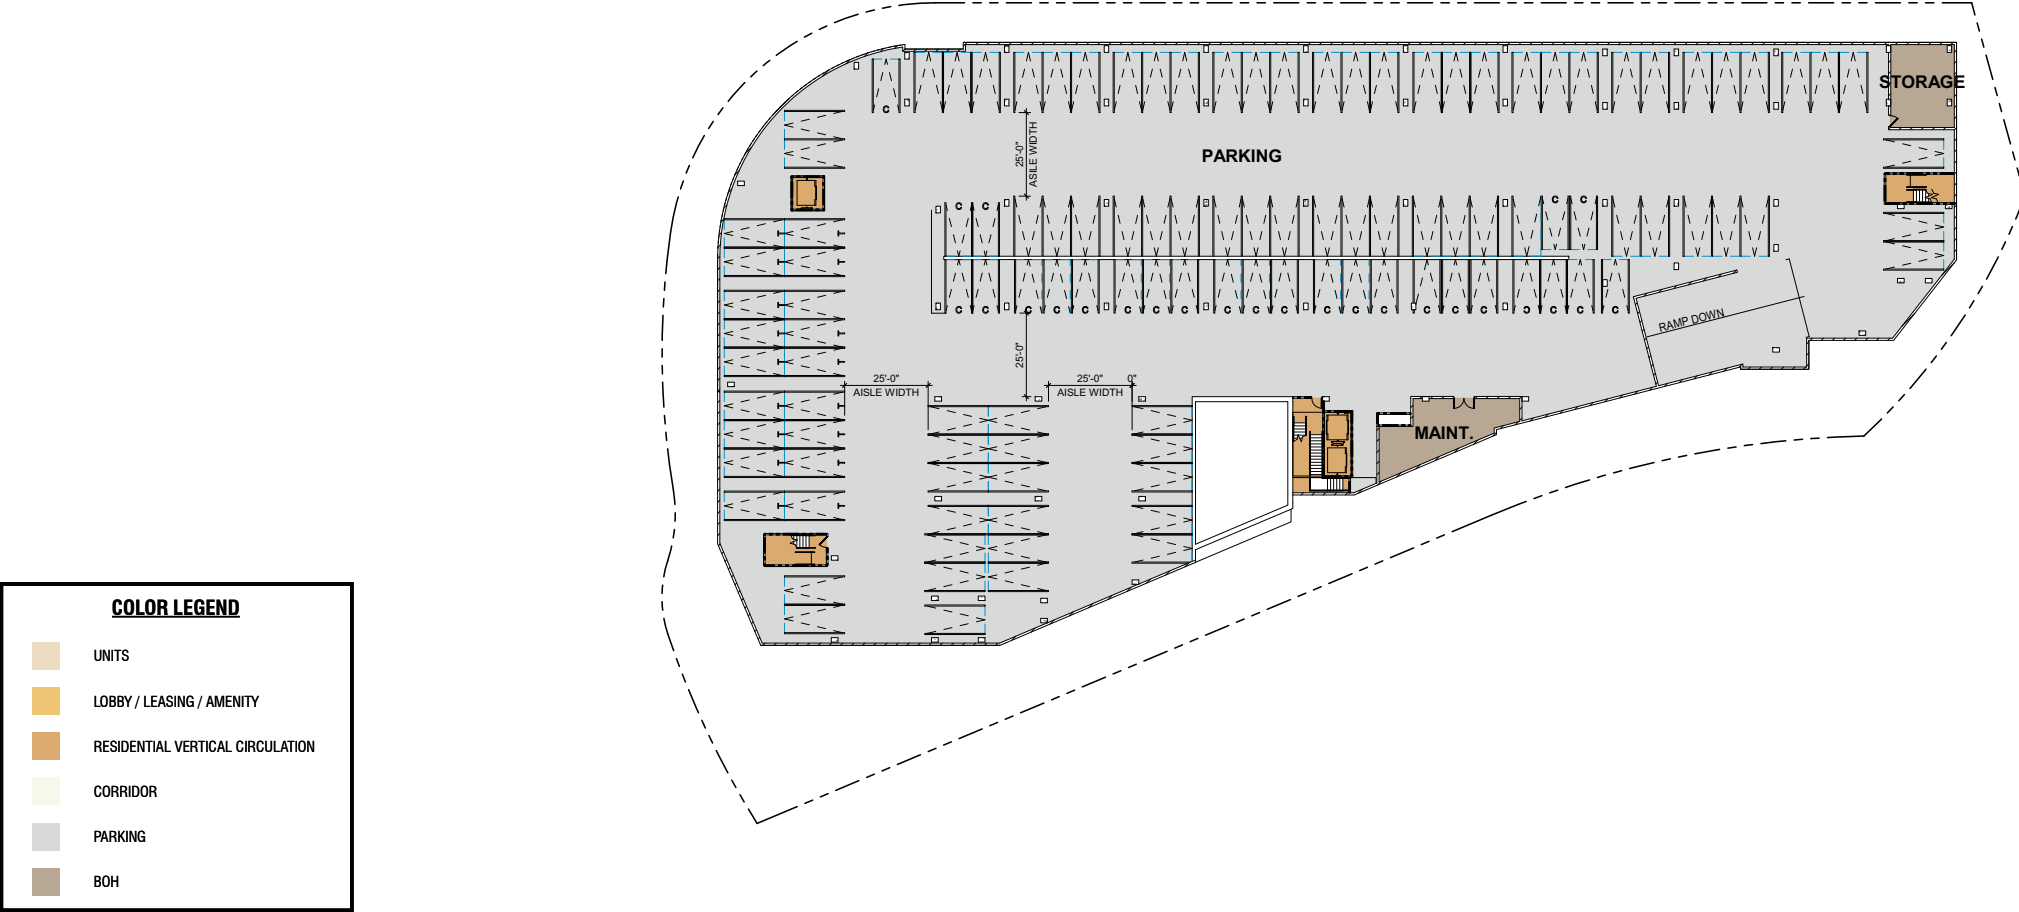 STORAGE
C
25'-0"
ASILE WIDTH
PARKING
C C C C
C C C C C C C C C C C C C C C C C C
RAMP DOWN
25'-0"
25'-0"
AISLE WIDTH
25'-0"
AISLE WIDTH
0"
MAINT.
COLOR LEGEND
UNITS
LOBBY / LEASING / AMENITY
RESIDENTIAL VERTICAL CIRCULATION
CORRIDOR
PARKING
BOH